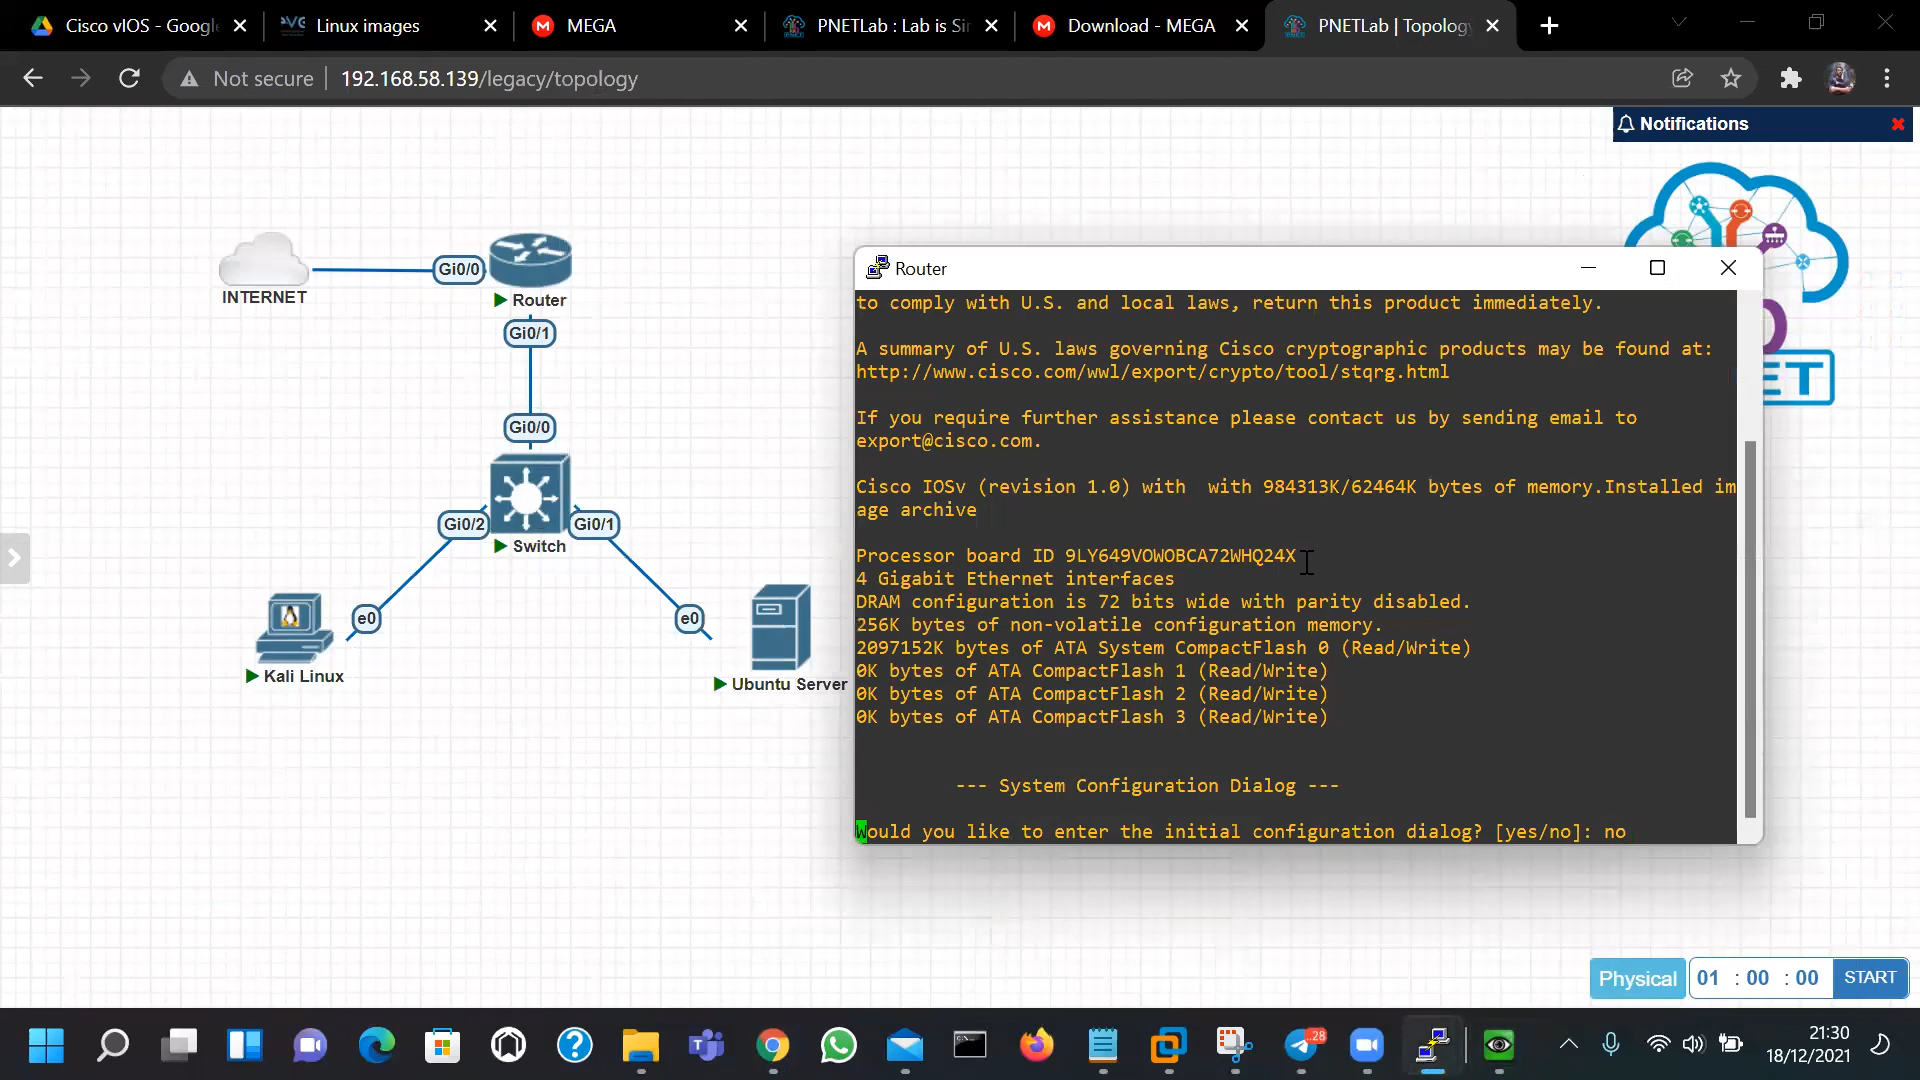 Cisco vIOS - Googl
Linux images
MEGA
PNETLab : Lab is Sir
Download - MEGA
PNETLab | Topology
Not secure
192.168.58.139/legacy/topology
Notifications
INTERNET
Gi0/0
Router
Gi0/1
Gi0/0
Gi0/2
Gi0/1
Switch
e0
e0
Kali Linux
Ubuntu Server
ET
Router
to comply with U.S. and local laws, return this product immediately.
A summary of U.S. laws governing Cisco cryptographic products may be found at:
http://www.cisco.com/wwl/export/crypto/tool/stqrg.html
If you require further assistance please contact us by sending email to
export@cisco.com.
Cisco IOSv (revision 1.0) with  with 984313K/62464K bytes of memory.Installed im
age archive
Processor board ID 9LY649VOWOBCA72WHQ24X
4 Gigabit Ethernet interfaces
DRAM configuration is 72 bits wide with parity disabled.
256K bytes of non-volatile configuration memory.
2097152K bytes of ATA System CompactFlash 0 (Read/Write)
0K bytes of ATA CompactFlash 1 (Read/Write)
0K bytes of ATA CompactFlash 2 (Read/Write)
0K bytes of ATA CompactFlash 3 (Read/Write)
--- System Configuration Dialog ---
Would you like to enter the initial configuration dialog? [yes/no]: no
Physical
01 : 00 : 00
START
28
21:30
18/12/2021